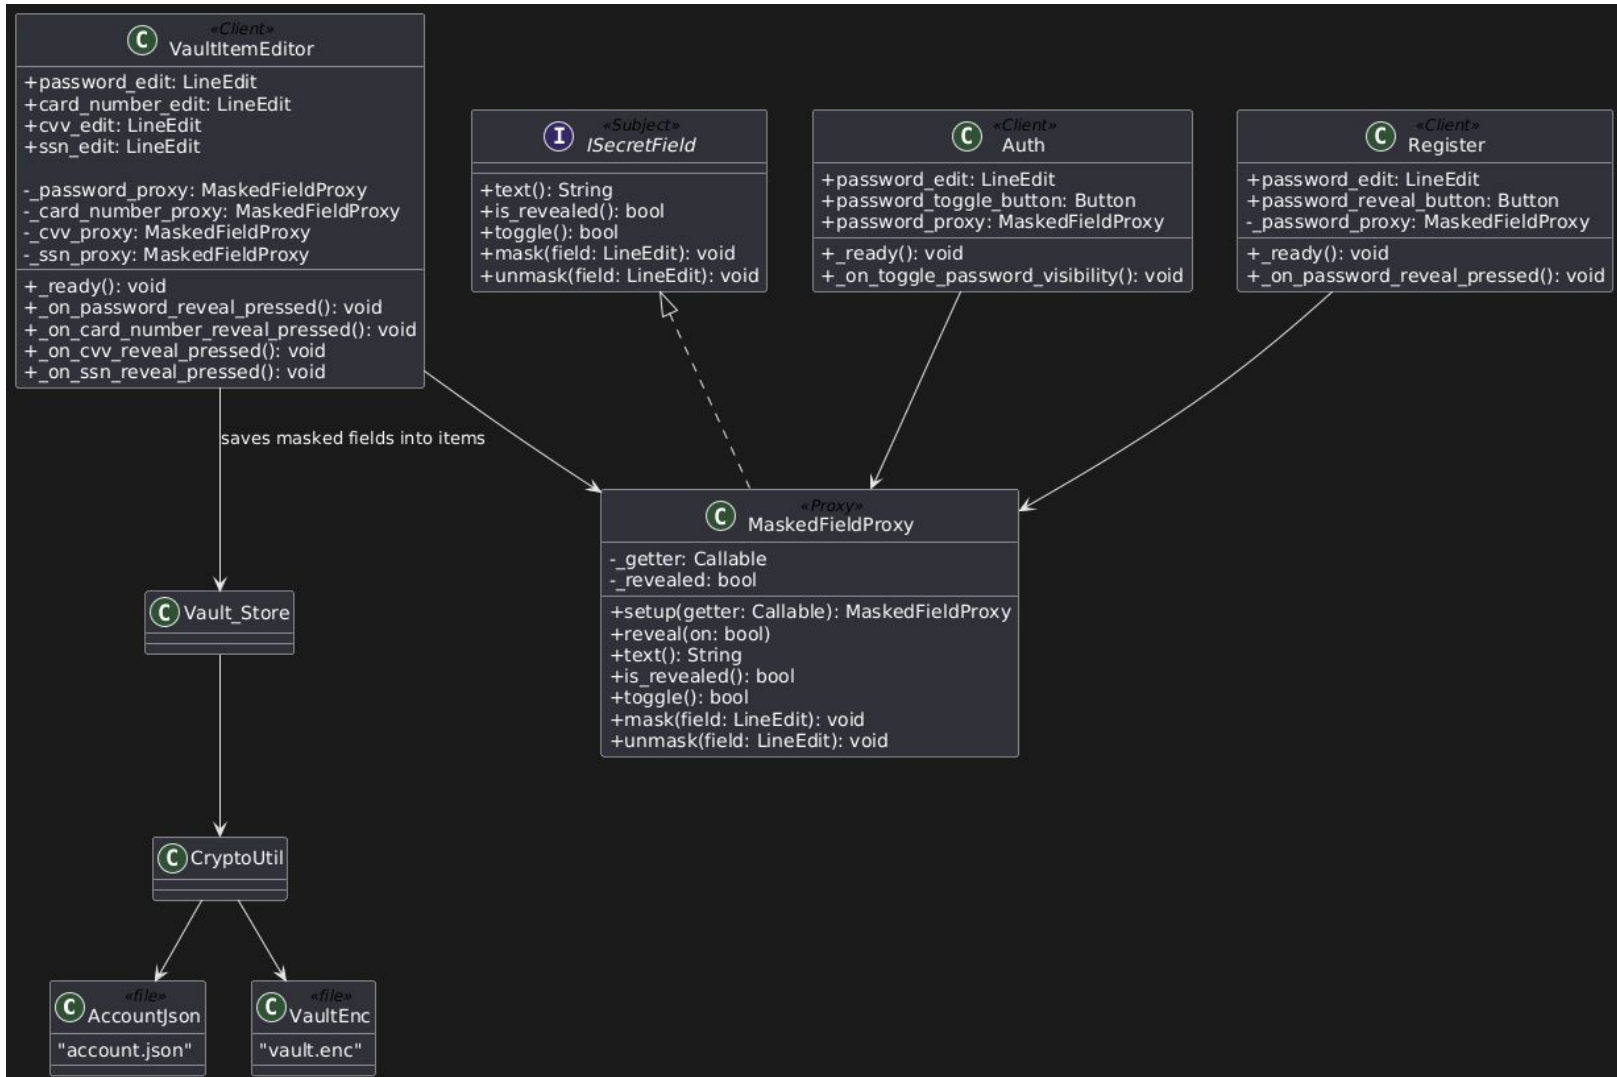 «Client»
C VaultItemEditor
+password_edit: LineEdit
+card_number_edit: LineEdit
+cvv_edit: LineEdit
+ssn_edit: LineEdit
-_password_proxy: MaskedFieldProxy
-_card_number_proxy: MaskedFieldProxy
-_cvv_proxy: MaskedFieldProxy
-_ssn_proxy: MaskedFieldProxy
+_ready(): void
+_on_password_reveal_pressed(): void
+_on_card_number_reveal_pressed(): void
+_on_cvv_reveal_pressed(): void
+_on_ssn_reveal_pressed(): void
«Subject»
I ISecretField
+text(): String
+is_revealed(): bool
+toggle(): bool
+mask(field: LineEdit): void
+unmask(field: LineEdit): void
«Client»
C Auth
+password_edit: LineEdit
+password_toggle_button: Button
+password_proxy: MaskedFieldProxy
+_ready(): void
+_on_toggle_password_visibility(): void
«Client»
C Register
+password_edit: LineEdit
+password_reveal_button: Button
-_password_proxy: MaskedFieldProxy
+_ready(): void
+_on_password_reveal_pressed(): void
saves masked fields into items
«Proxy»
C MaskedFieldProxy
-_getter: Callable
-_revealed: bool
+setup(getter: Callable): MaskedFieldProxy
+reveal(on: bool)
+text(): String
+is_revealed(): bool
+toggle(): bool
+mask(field: LineEdit): void
+unmask(field: LineEdit): void
C Vault_Store
C CryptoUtil
«file»
C AccountJson
"account.json"
«file»
C VaultEnc
"vault.enc"